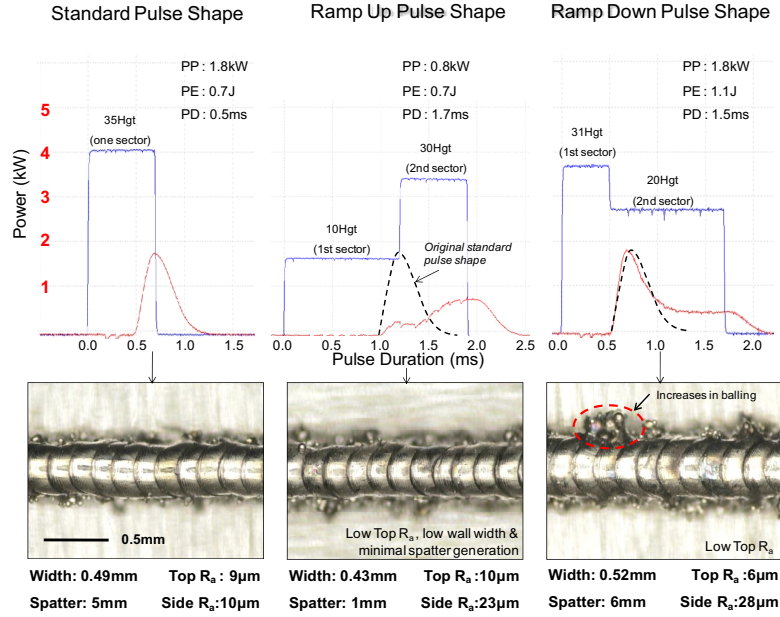 Standard Pulse Shape
Ramp Up Pulse Shape
Ramp Down Pulse Shape
PP : 1.8kW
PE : 0.7J
PD : 0.5ms
PP : 0.8kW
PE : 0.7J
PD : 1.7ms
PP : 1.8kW
PE : 1.1J
PD : 1.5ms
35Hgt
(one sector)
10Hgt
(1st sector)
30Hgt
(2nd sector)
Original standard
pulse shape
31Hgt
(1st sector)
20Hgt
(2nd sector)
Power (kW)
5
4
3
2
1
0.0 0.5 1.0 1.5
0.0 0.5 1.0 1.5 2.0 2.5
0.0 0.5 1.0 1.5 2.0
Pulse Duration (ms)
0.5mm
Low Top Ra, low wall width &
minimal spatter generation
Increases in balling
Low Top Ra
Width: 0.49mm Top Ra : 9µm
Spatter: 5mm Side Ra:10µm
Width: 0.43mm Top Ra:10µm
Spatter: 1mm Side Ra:23µm
Width: 0.52mm Top Ra:6µm
Spatter: 6mm Side Ra:28µm